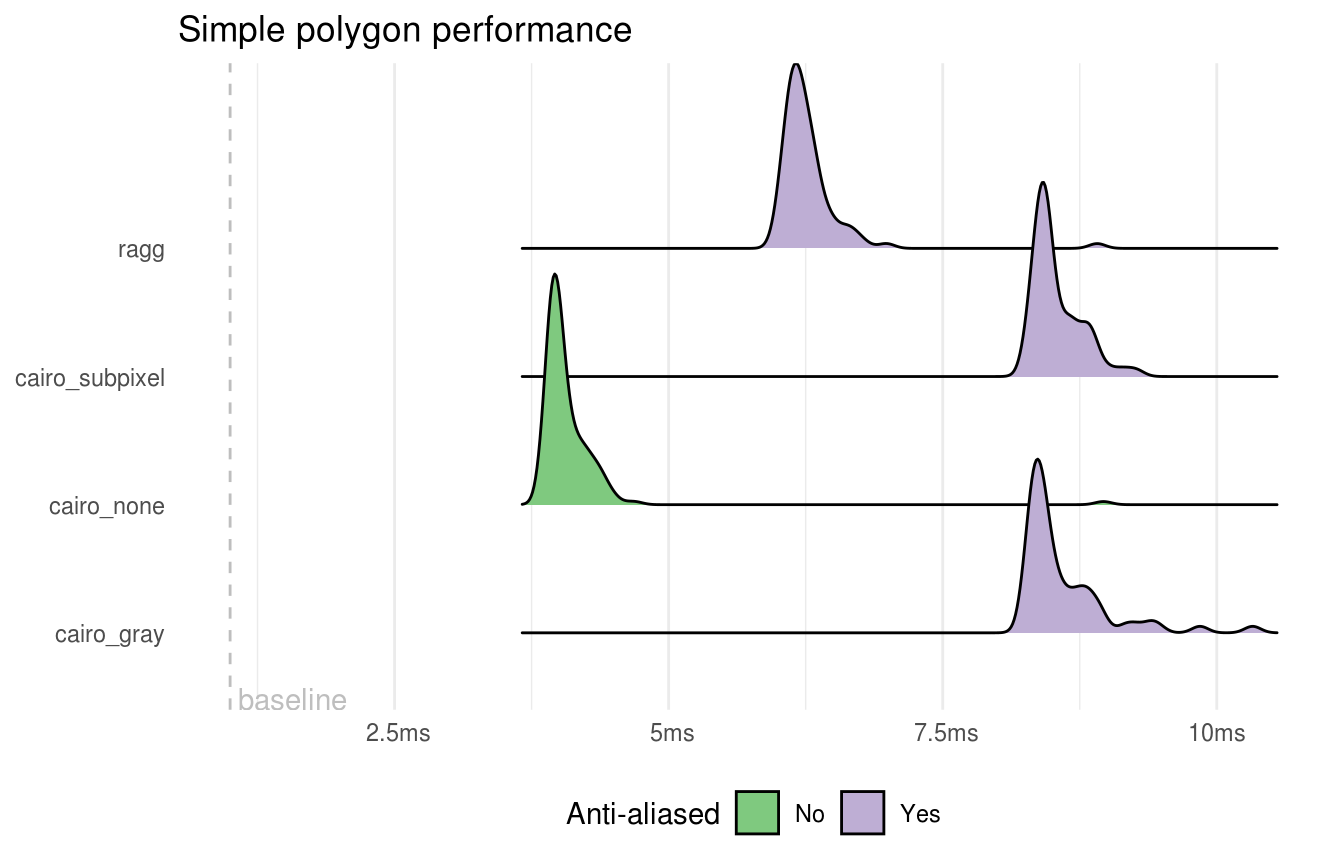 Simple polygon performance
ragg
cairo_subpixel
cairo_none
cairo_gray
baseline
2.5ms 5ms 7.5ms 10ms
Anti-aliased No Yes